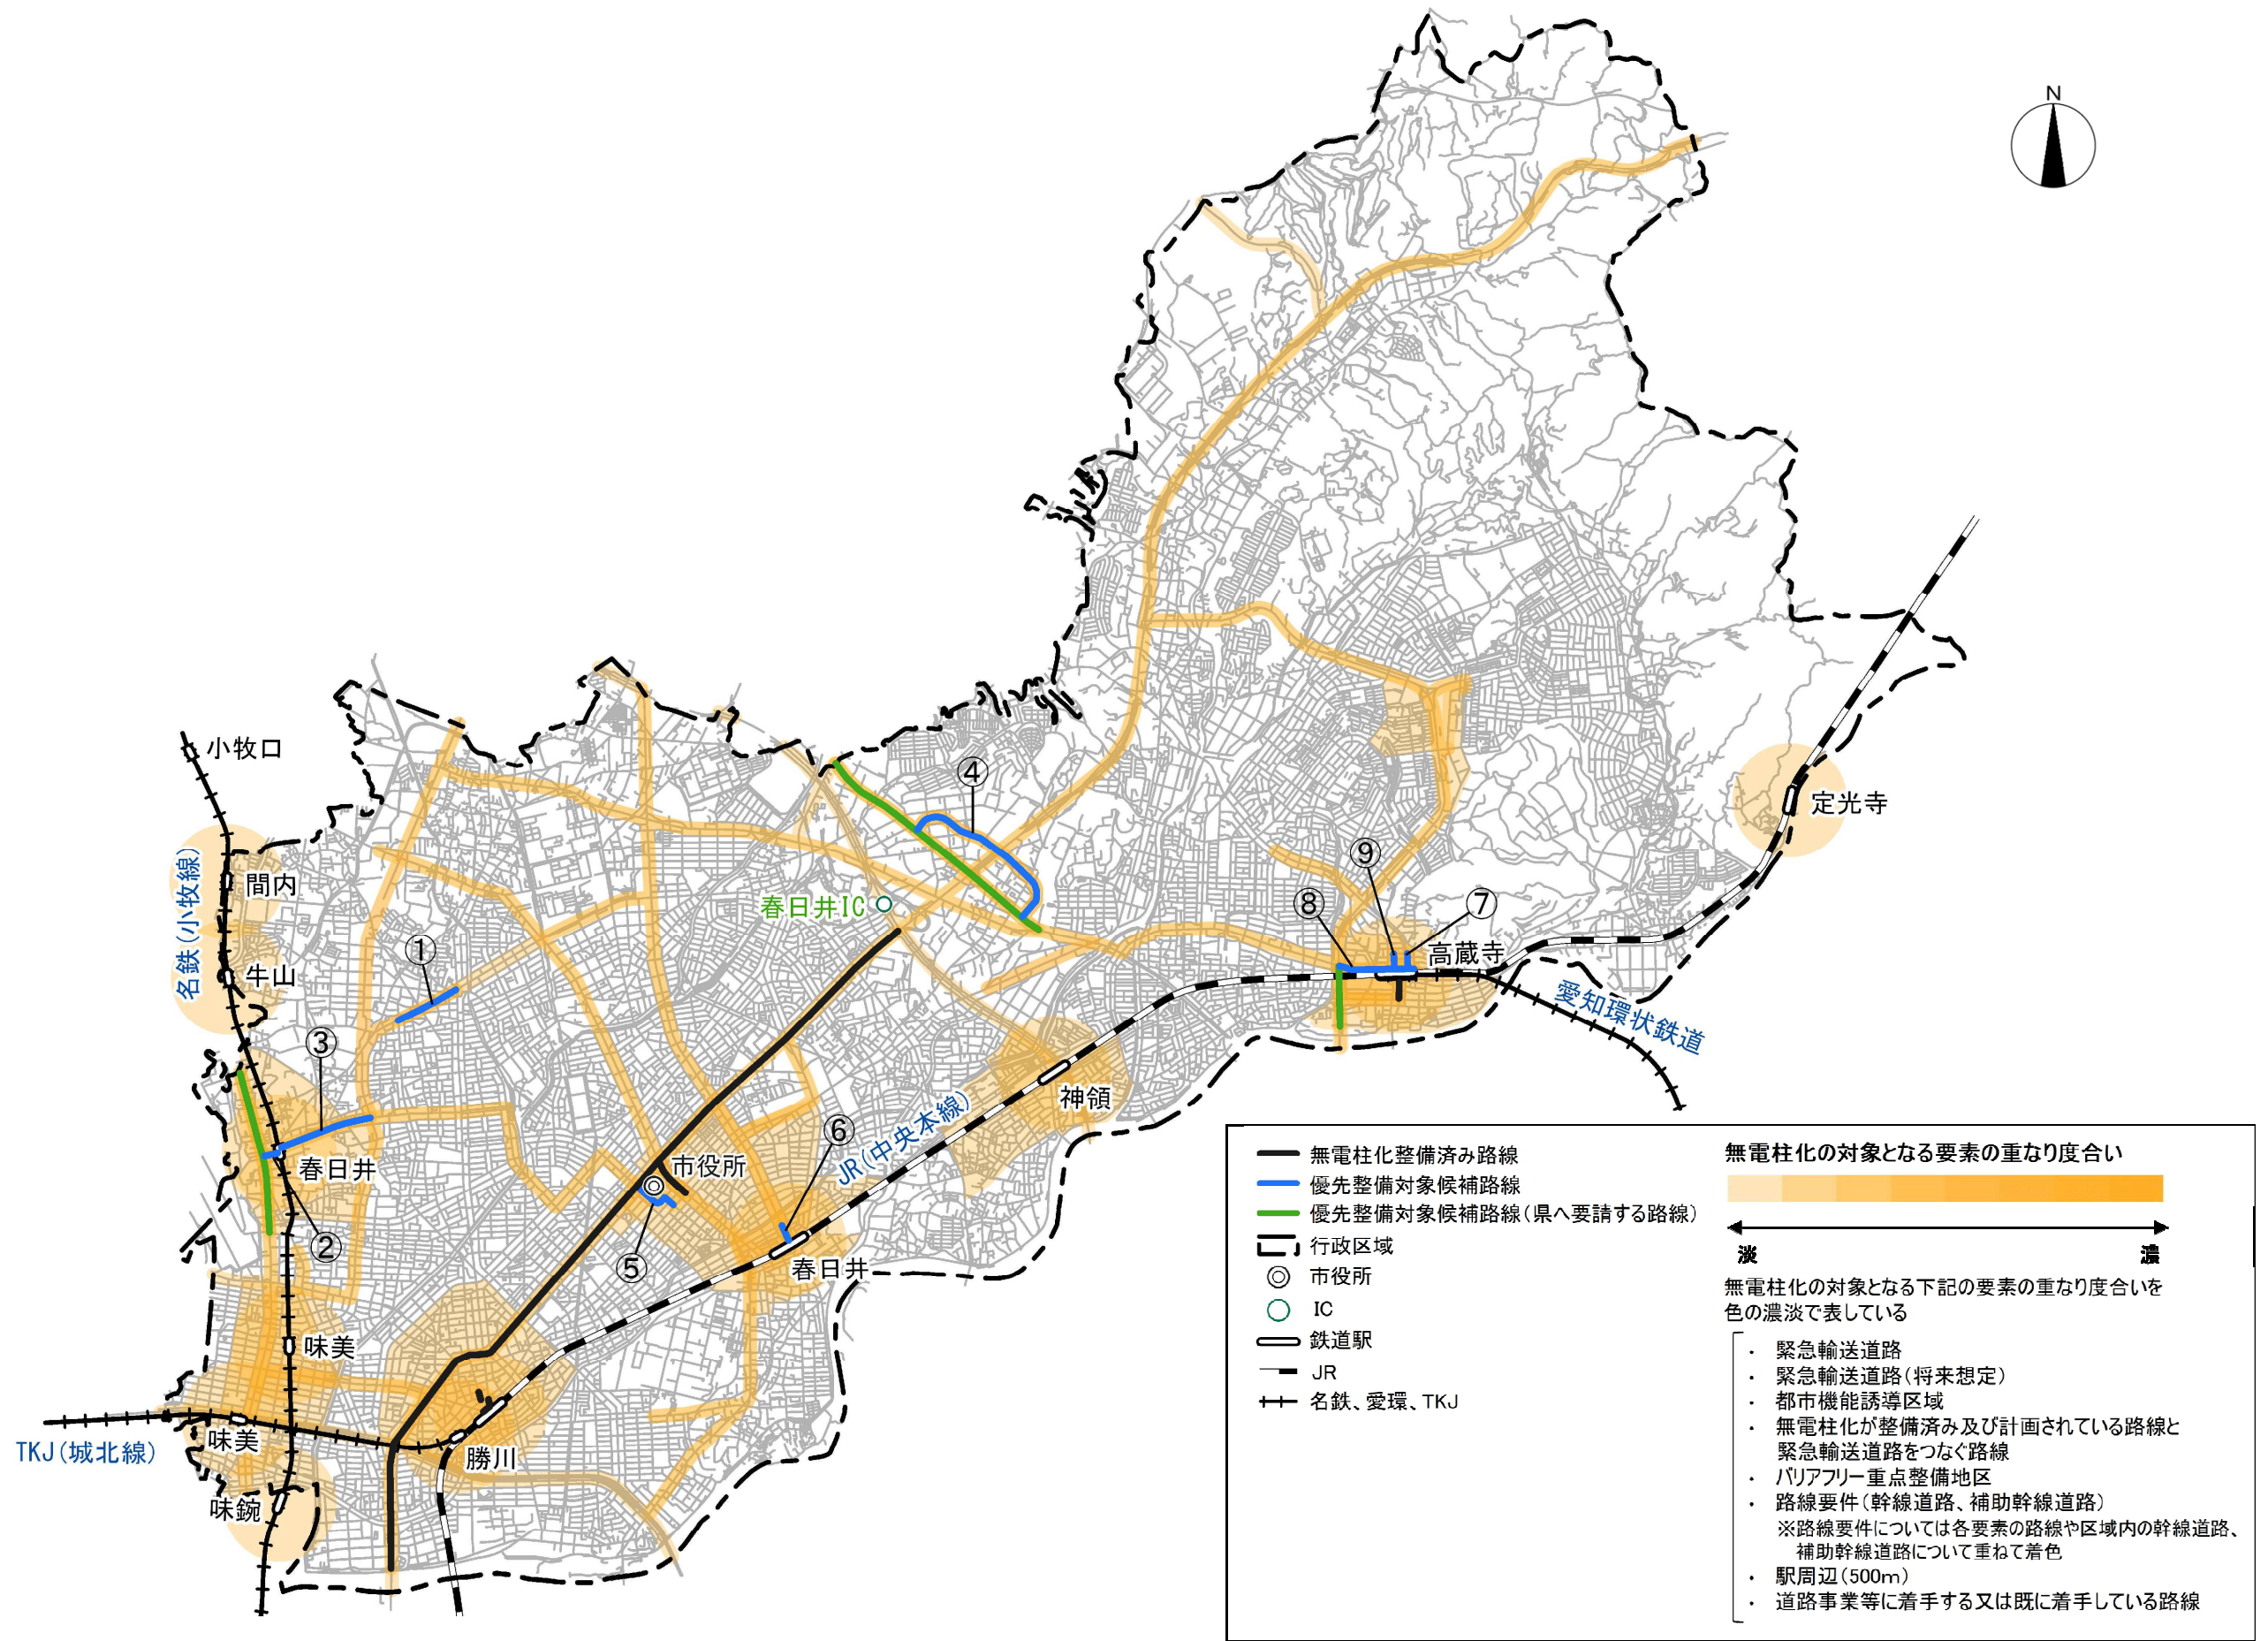 N
小牧口
名鉄(小牧線)
間内
牛山
春日井
味美
味美
味鋺
TKJ(城北線)
勝川
市役所
春日井
春日井IC
JR(中央本線)
神領
高蔵寺
愛知環状鉄道
定光寺
①
②
③
④
⑤
⑥
⑦
⑧
⑨
無電柱化整備済み路線
優先整備対象候補路線
優先整備対象候補路線(県へ要請する路線)
行政区域
市役所
IC
鉄道駅
JR
名鉄、愛環、TKJ
無電柱化の対象となる要素の重なり度合い
淡 濃
無電柱化の対象となる下記の要素の重なり度合いを
色の濃淡で表している
・ 緊急輸送道路
・ 緊急輸送道路(将来想定)
・ 都市機能誘導区域
・ 無電柱化が整備済み及び計画されている路線と
緊急輸送道路をつなぐ路線
・ バリアフリー重点整備地区
・ 路線要件(幹線道路、補助幹線道路)
※路線要件については各要素の路線や区域内の幹線道路、
補助幹線道路について重ねて着色
・ 駅周辺(500m)
・ 道路事業等に着手する又は既に着手している路線